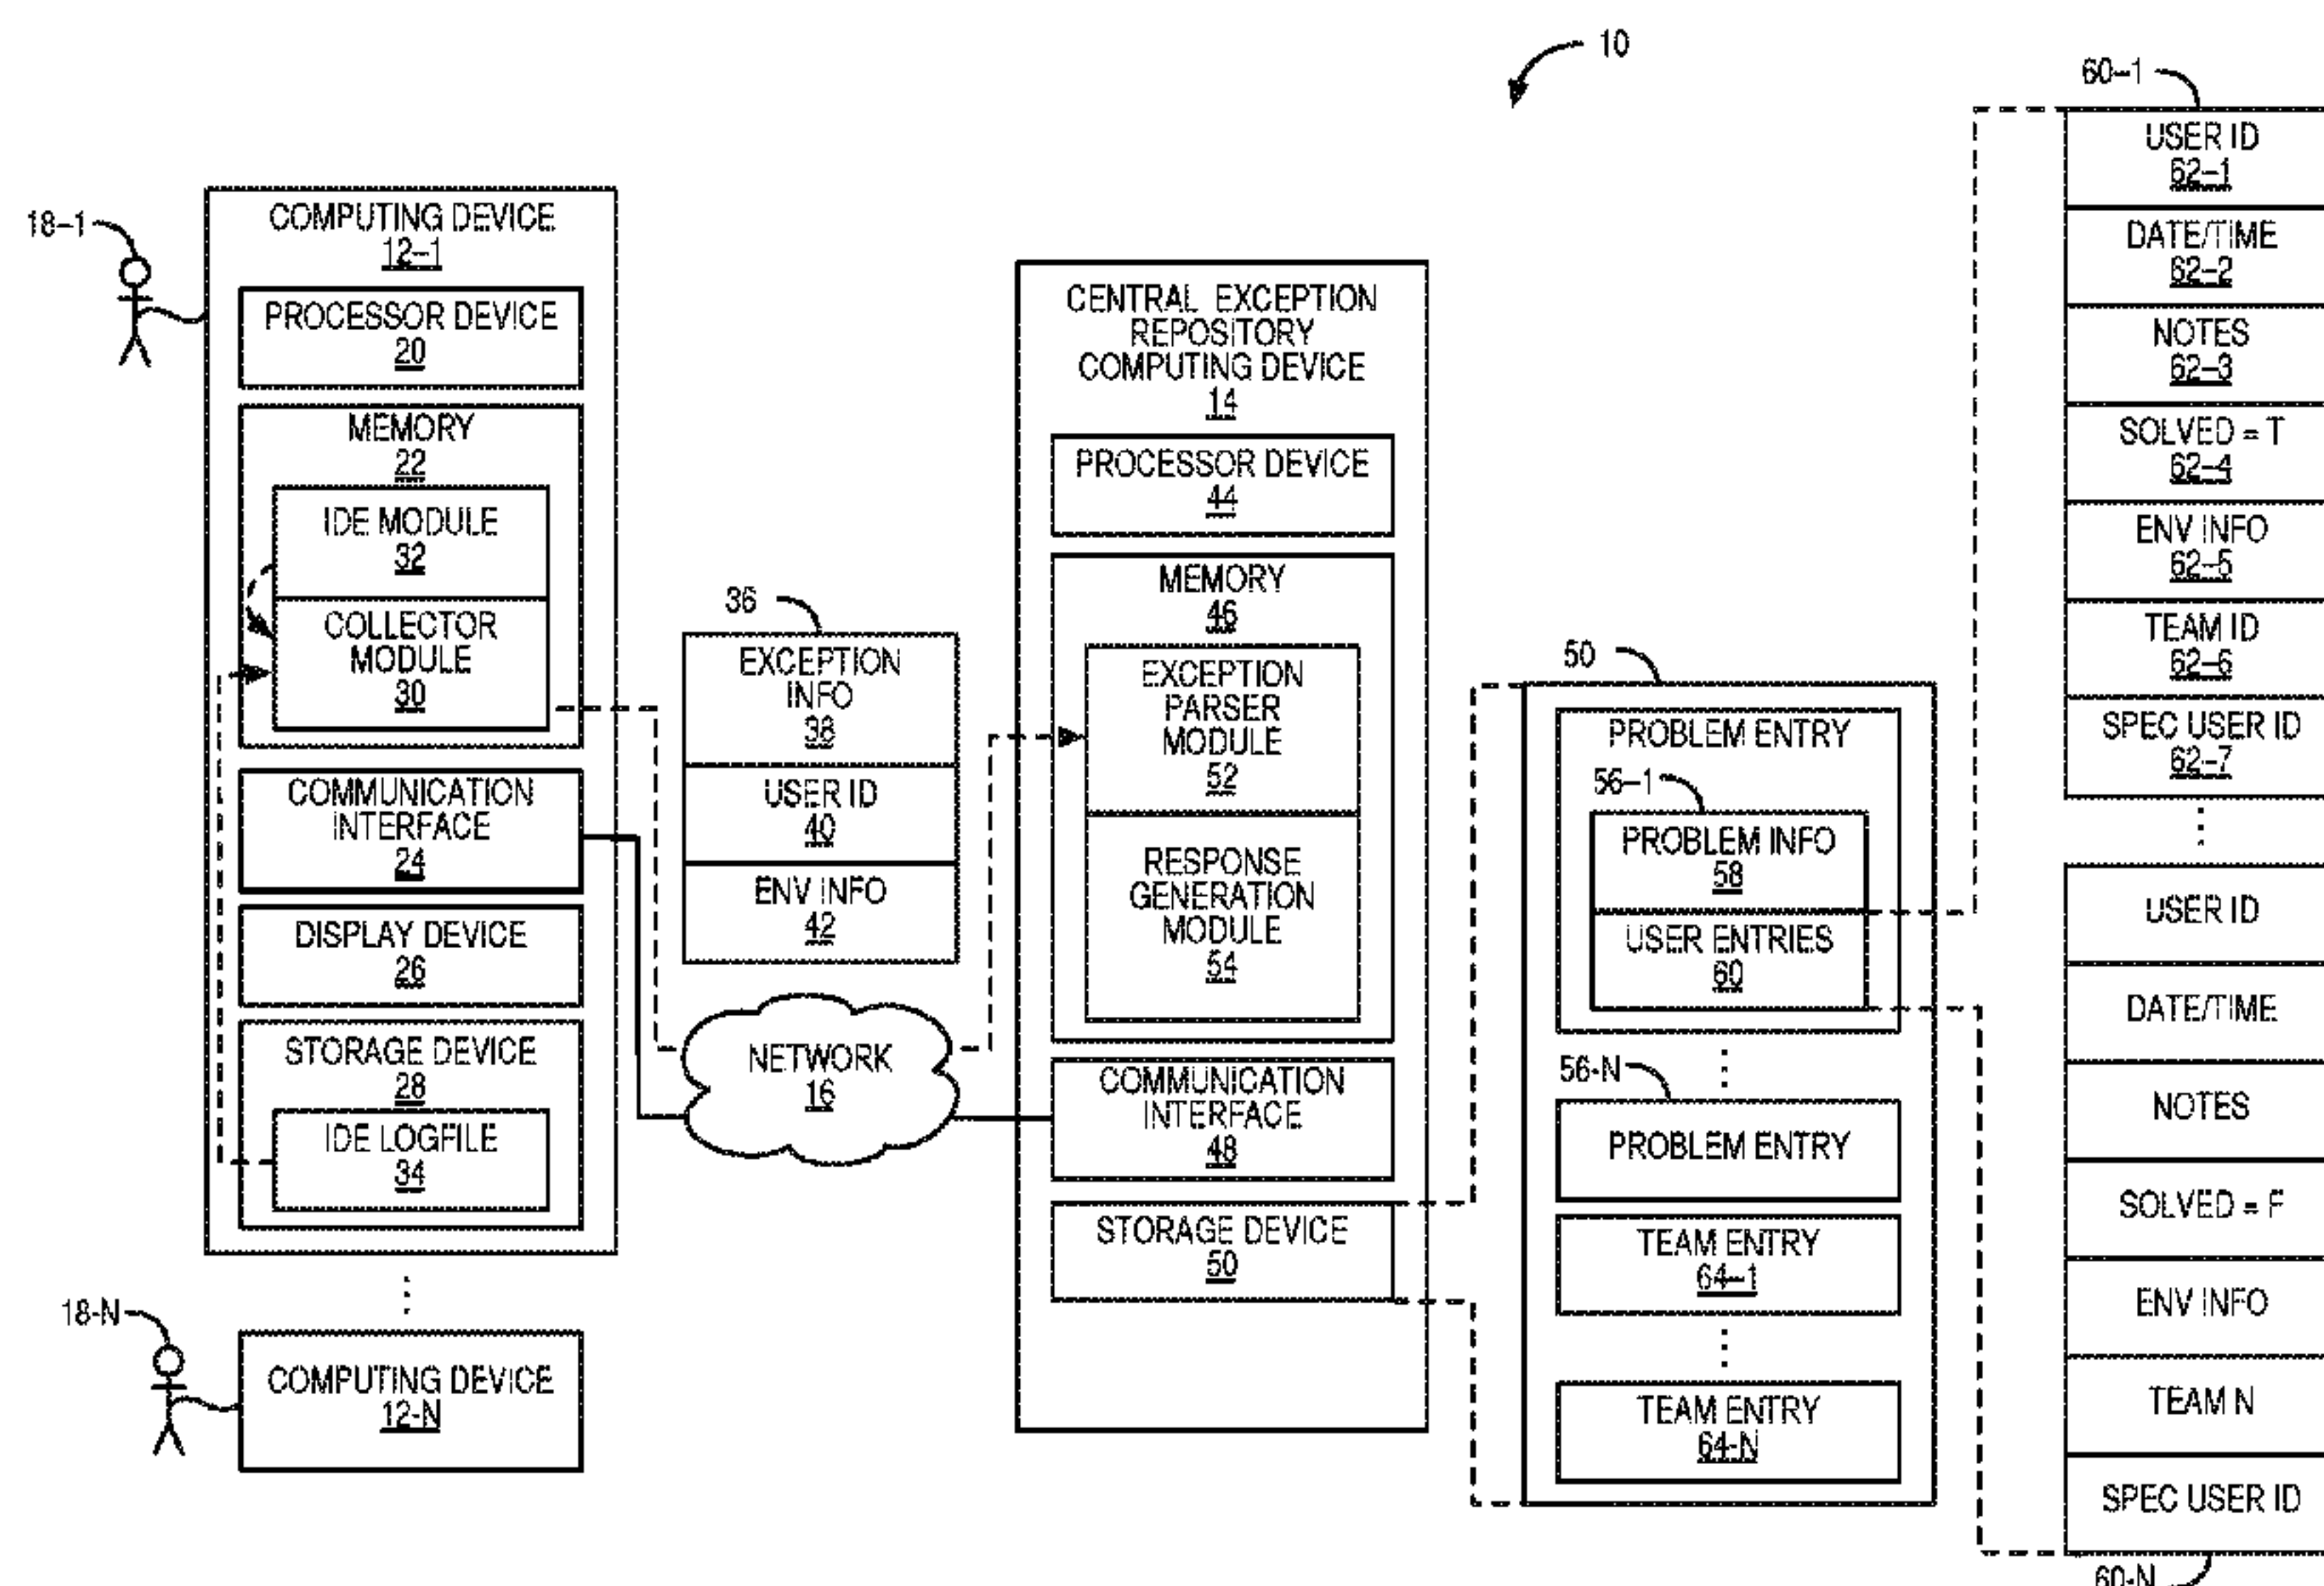 10
18-1
COMPUTING DEVICE
12-1
PROCESSOR DEVICE
20
MEMORY
22
IDE MODULE
32
COLLECTOR
MODULE
30
COMMUNICATION
INTERFACE
24
DISPLAY DEVICE
26
STORAGE DEVICE
28
IDE LOGFILE
34
18-N
COMPUTING DEVICE
12-N
36
EXCEPTION
INFO
38
USER ID
40
ENV INFO
42
NETWORK
16
CENTRAL EXCEPTION
REPOSITORY
COMPUTING DEVICE
14
PROCESSOR DEVICE
44
MEMORY
46
EXCEPTION
PARSER
MODULE
52
RESPONSE
GENERATION
MODULE
54
COMMUNICATION
INTERFACE
48
STORAGE DEVICE
50
50
PROBLEM ENTRY
56-1
PROBLEM INFO
58
USER ENTRIES
60
56-N
PROBLEM ENTRY
TEAM ENTRY
64-1
TEAM ENTRY
64-N
60-1
USER ID
62-1
DATE/TIME
62-2
NOTES
62-3
SOLVED = T
62-4
ENV INFO
62-5
TEAM ID
62-6
SPEC USER ID
62-7
USER ID
DATE/TIME
NOTES
SOLVED = F
ENV INFO
TEAM N
SPEC USER ID
60-N